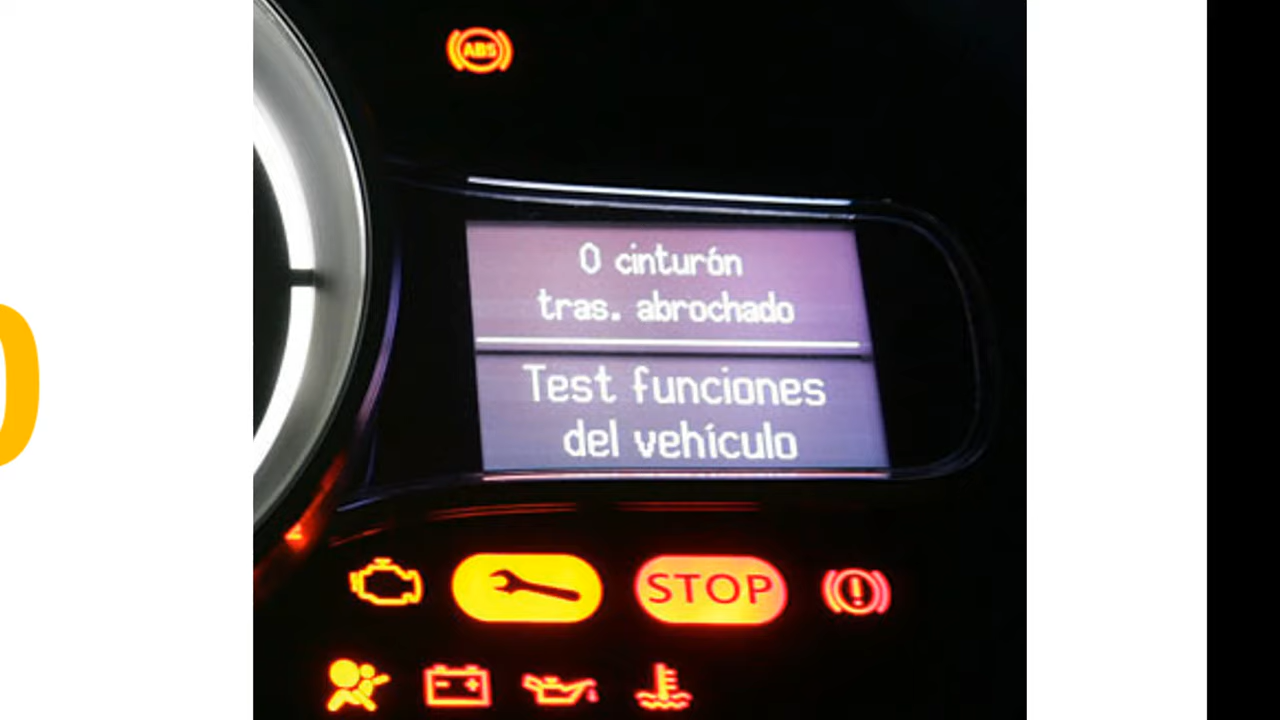 ABS
0 cinturón
tras. abrochado
Test funciones
del vehículo
STOP